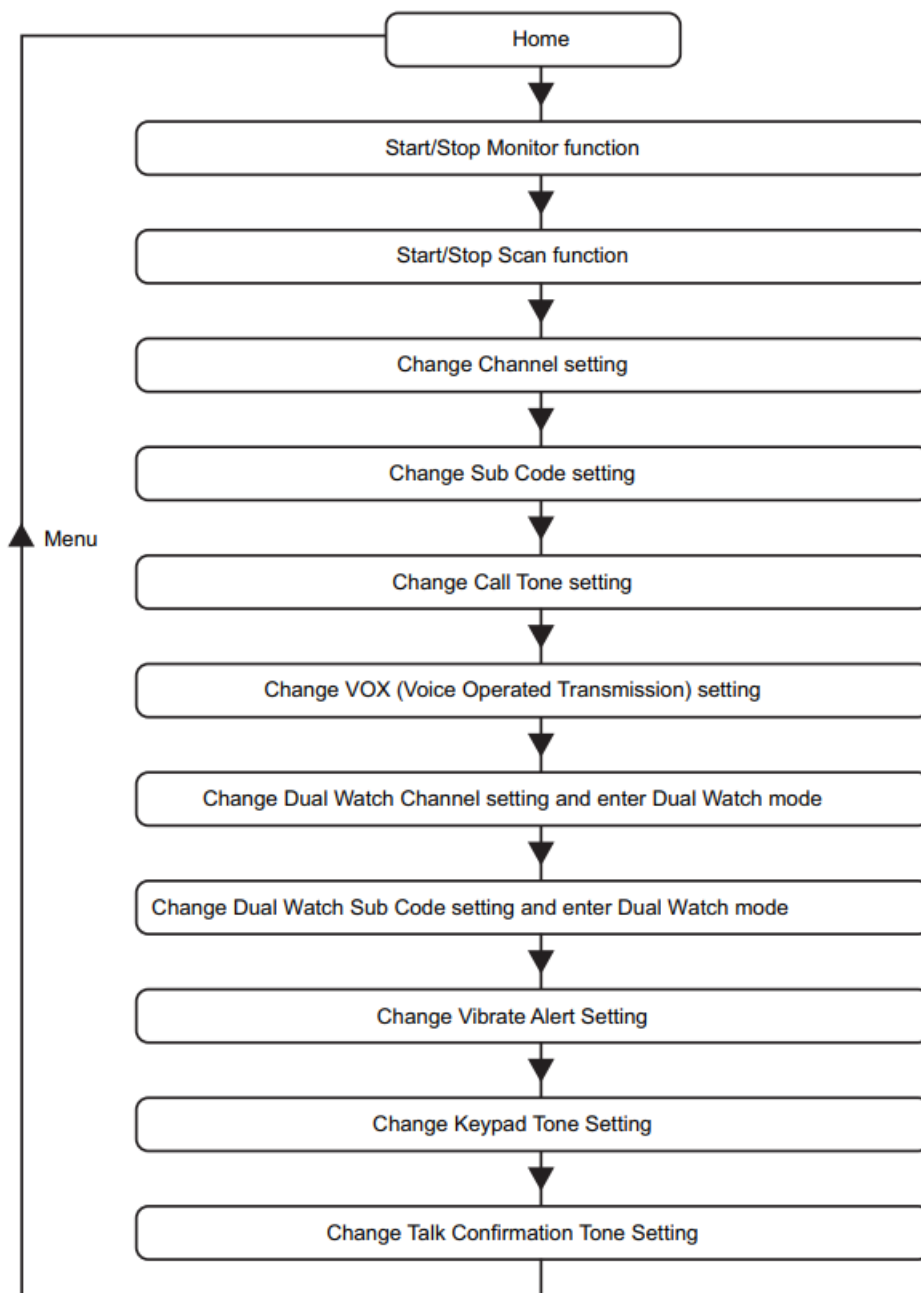 Home
Start/Stop Monitor function
Start/Stop Scan function
Change Channel setting
Change Sub Code setting
Menu
Change Call Tone setting
Change VOX (Voice Operated Transmission) setting
Change Dual Watch Channel setting and enter Dual Watch mode
Change Dual Watch Sub Code setting and enter Dual Watch mode
Change Vibrate Alert Setting
Change Keypad Tone Setting
Change Talk Confirmation Tone Setting